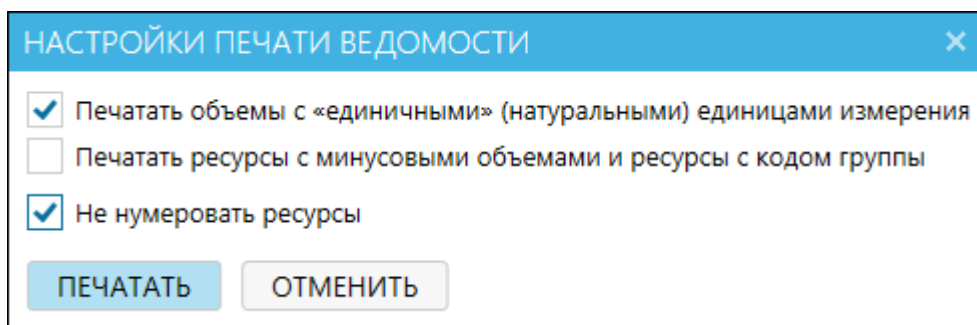 НАСТРОЙКИ ПЕЧАТИ ВЕДОМОСТИ
Печатать объемы с «единичными» (натуральными) единицами измерения
Печатать ресурсы с минусовыми объемами и ресурсы с кодом группы
Не нумеровать ресурсы
ПЕЧАТАТЬ ОТМЕНИТЬ